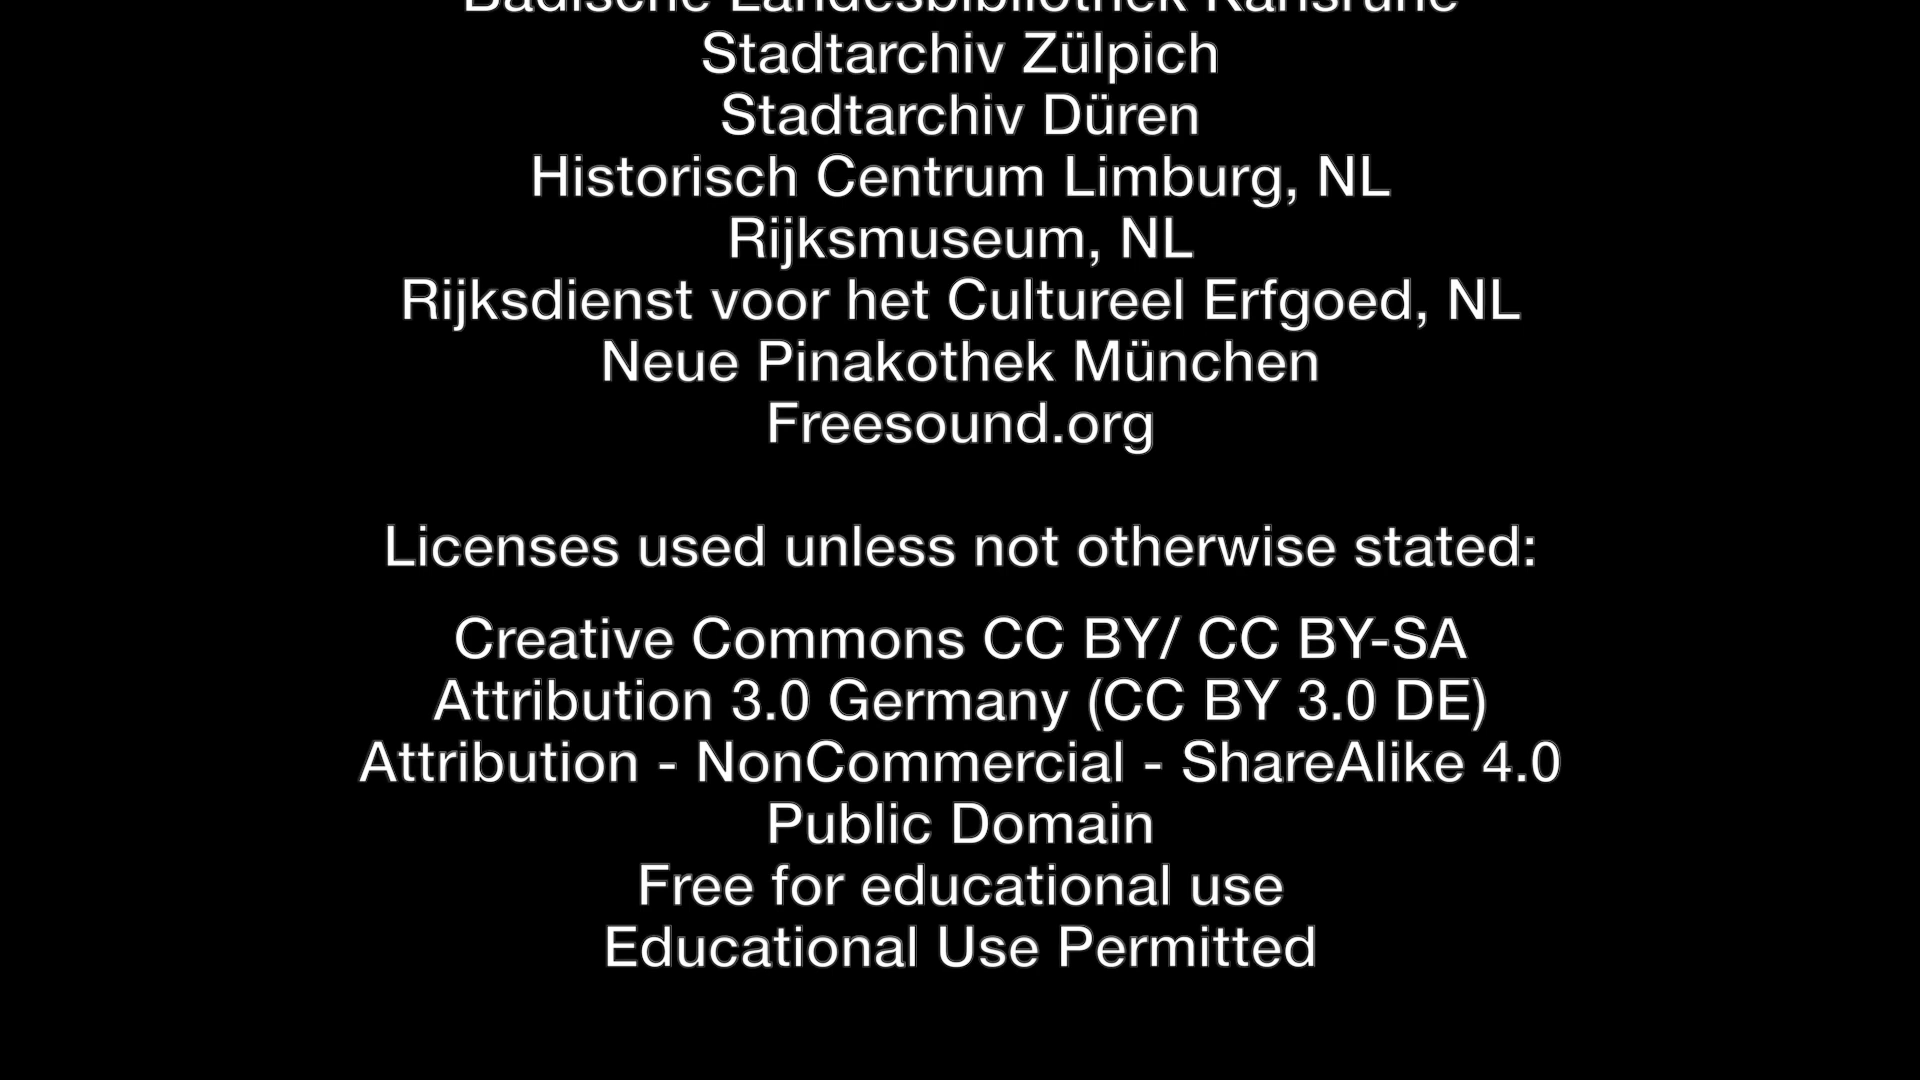 Badische Landesbibliothek Karlsruhe
Stadtarchiv Zülpich
Stadtarchiv Düren
Historisch Centrum Limburg, NL
Rijksmuseum, NL
Rijksdienst voor het Cultureel Erfgoed, NL
Neue Pinakothek München
Freesound.org
Licenses used unless not otherwise stated:
Creative Commons CC BY/ CC BY-SA
Attribution 3.0 Germany (CC BY 3.0 DE)
Attribution - NonCommercial - ShareAlike 4.0
Public Domain
Free for educational use
Educational Use Permitted